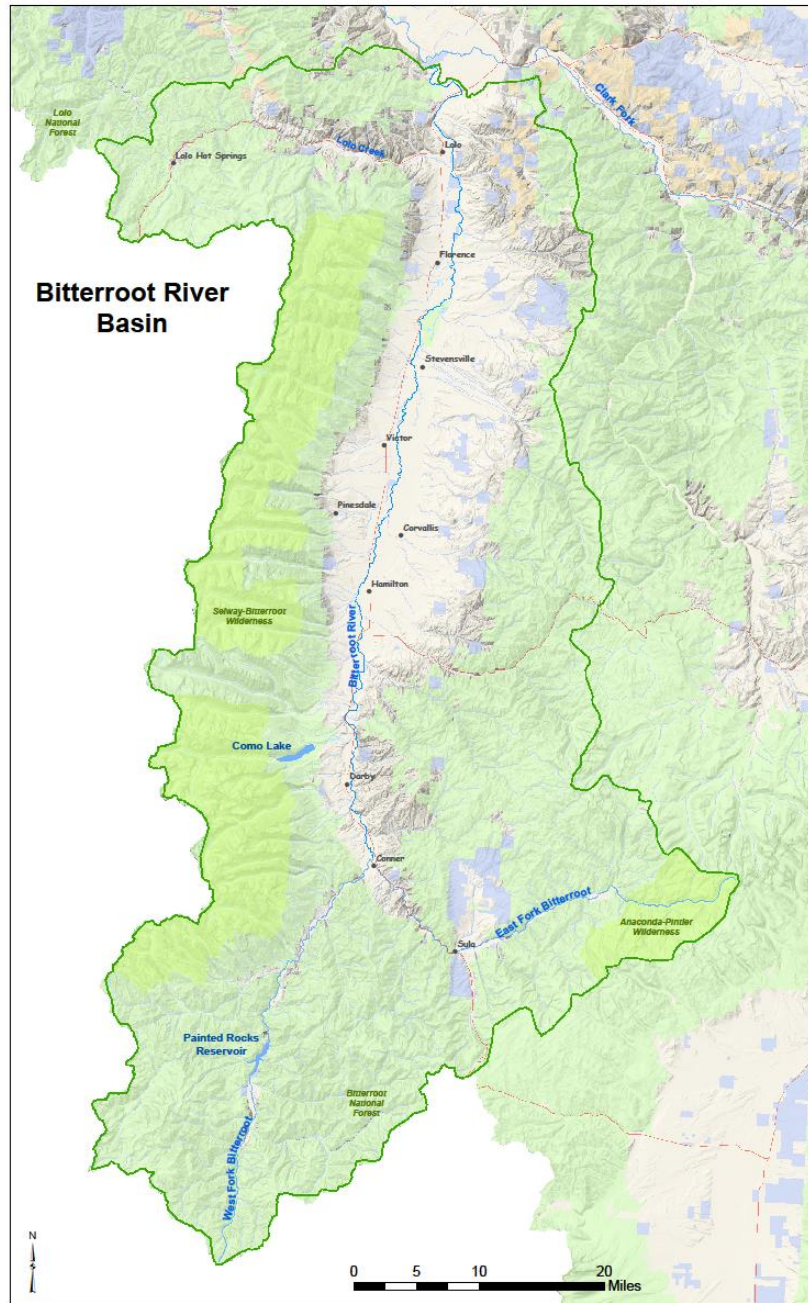 Lolo
National
Forest
Clark Fork
Lolo Creek
Lolo
Lolo Hot Springs
Florence
Bitterroot River
Basin
Stevensville
Victor
Pinesdale
Corvallis
Hamilton
Selway-Bitterroot
Wilderness
Bitterroot River
Como Lake
Darby
Conner
East Fork Bitterroot
Anaconda-Pintler
Wilderness
Sula
Painted Rocks
Reservoir
Bitterroot
National
Forest
West Fork Bitterroot
N
S
0 5 10 20
Miles